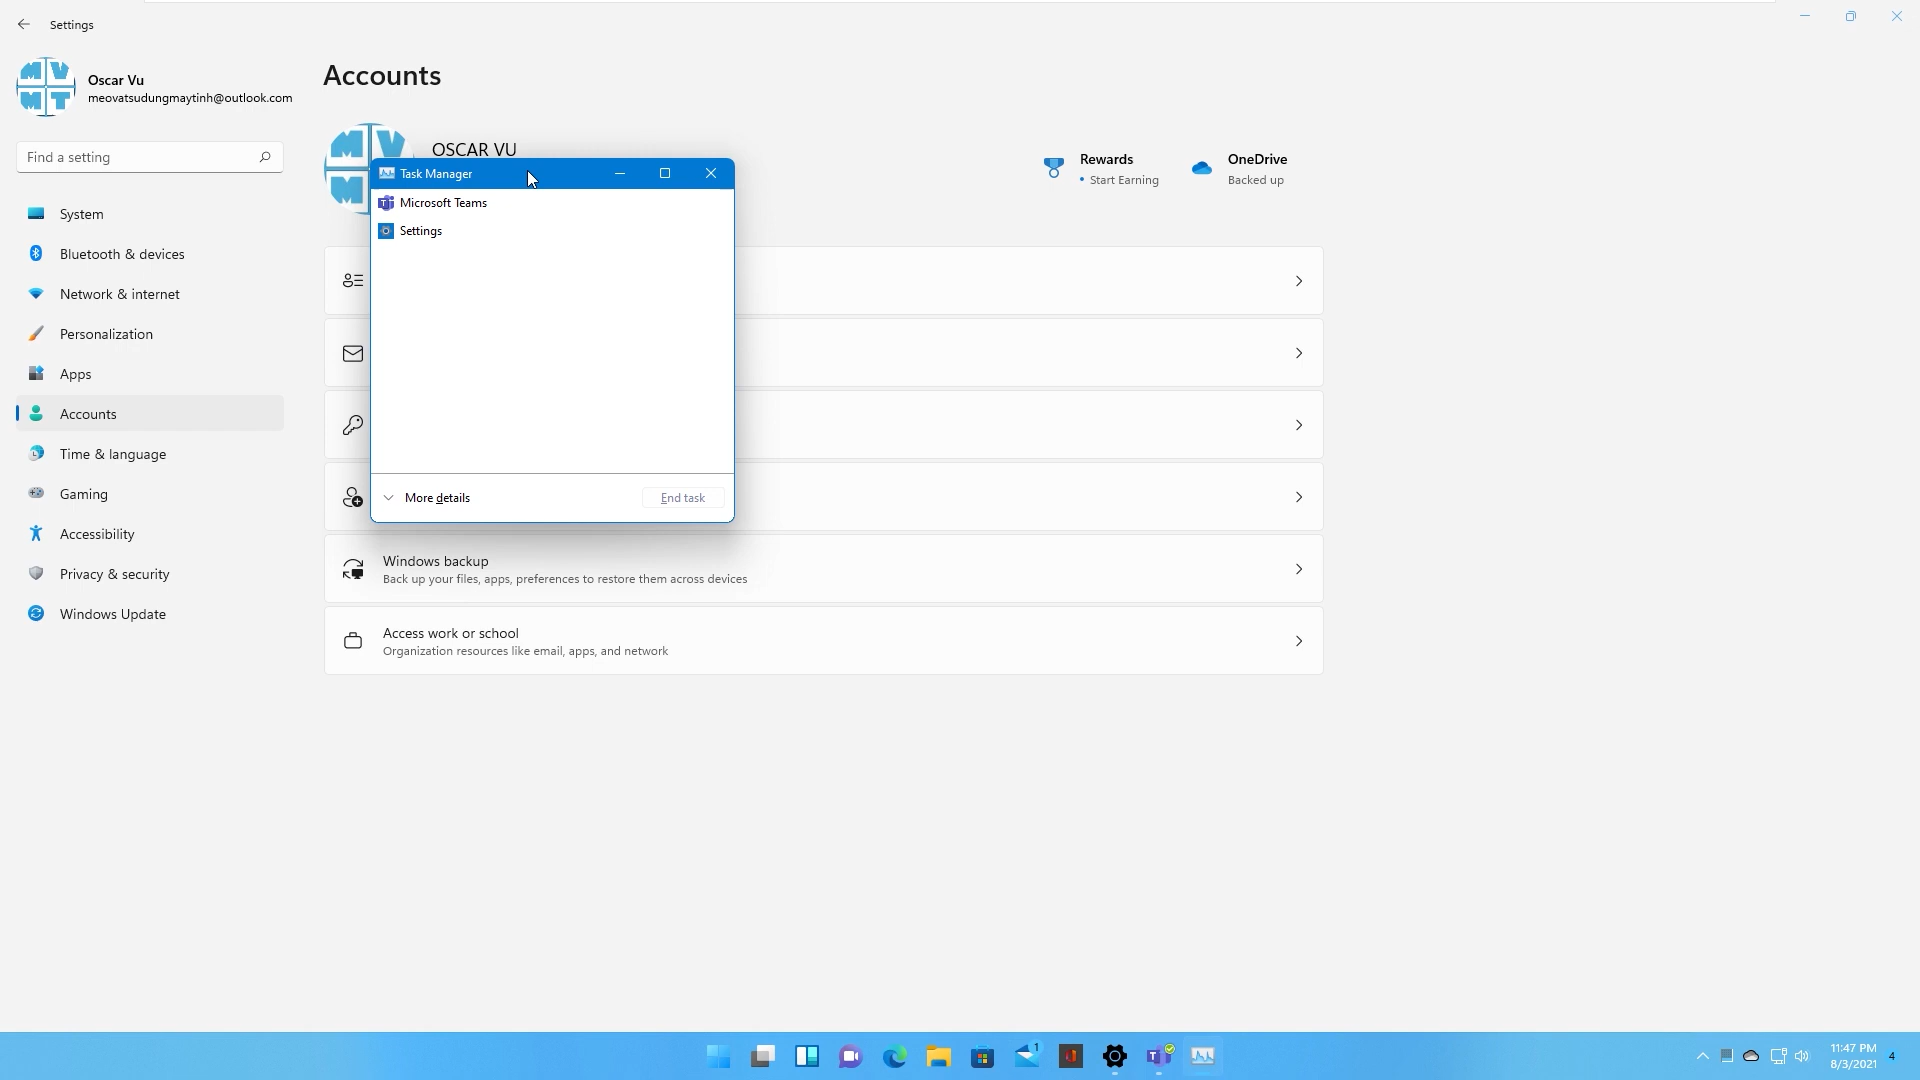 Settings
Oscar Vu
meovatsudungmaytinh@outlook.com
Find a setting
System
Bluetooth & devices
Network & internet
Personalization
Apps
Accounts
Time & language
Gaming
Accessibility
Privacy & security
Windows Update
Accounts
OSCAR VU
Rewards
• Start Earning
OneDrive
Backed up
Task Manager
Microsoft Teams
Settings
More details
End task
Windows backup
Back up your files, apps, preferences to restore them across devices
Access work or school
Organization resources like email, apps, and network
1
11:47 PM
8/3/2021
4